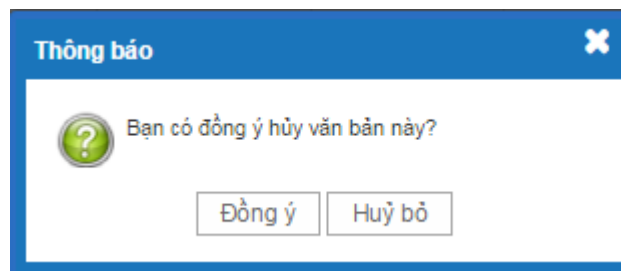 Thông báo
Bạn có đồng ý hủy văn bản này?
Đồng ý
Huỷ bỏ